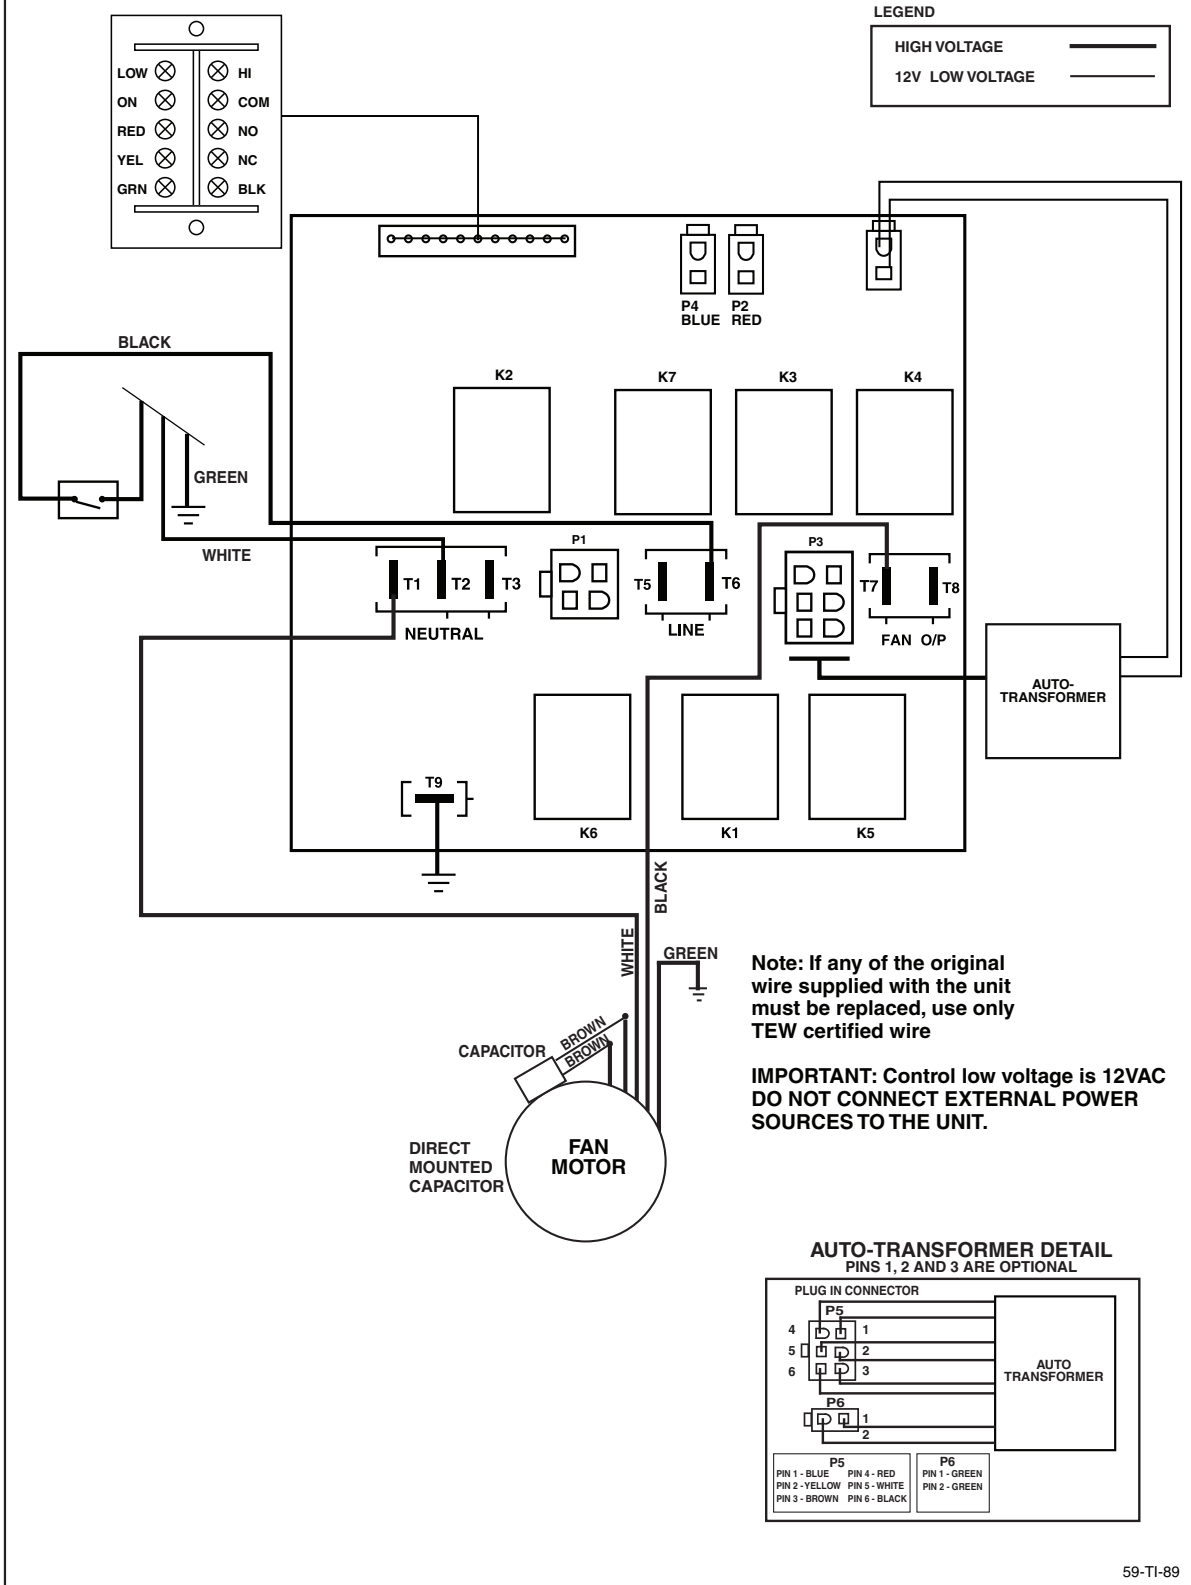 LEGEND
HIGH VOLTAGE
12V LOW VOLTAGE
LOW HI
ON COM
RED NO
YEL NC
GRN BLK
P4 P2
BLUE RED
BLACK
K2 K7 K3 K4
GREEN
WHITE
P1 P3
T1 T2 T3 T5 T6 T7 T8
NEUTRAL LINE FAN O/P
AUTO-
TRANSFORMER
T9
K6 K1 K5
BLACK
WHITE
GREEN
Note: If any of the original
wire supplied with the unit
must be replaced, use only
TEW certified wire
CAPACITOR
BROWN
BROWN
IMPORTANT: Control low voltage is 12VAC
DO NOT CONNECT EXTERNAL POWER
SOURCES TO THE UNIT.
DIRECT
MOUNTED
CAPACITOR
FAN
MOTOR
AUTO-TRANSFORMER DETAIL
PINS 1, 2 AND 3 ARE OPTIONAL
PLUG IN CONNECTOR
P5
4 1
5 2
6 3
AUTO
TRANSFORMER
P6
1
2
P5
PIN 1 - BLUE PIN 4 - RED
PIN 2 - YELLOW PIN 5 - WHITE
PIN 3 - BROWN PIN 6 - BLACK
P6
PIN 1 - GREEN
PIN 2 - GREEN
59-TI-89